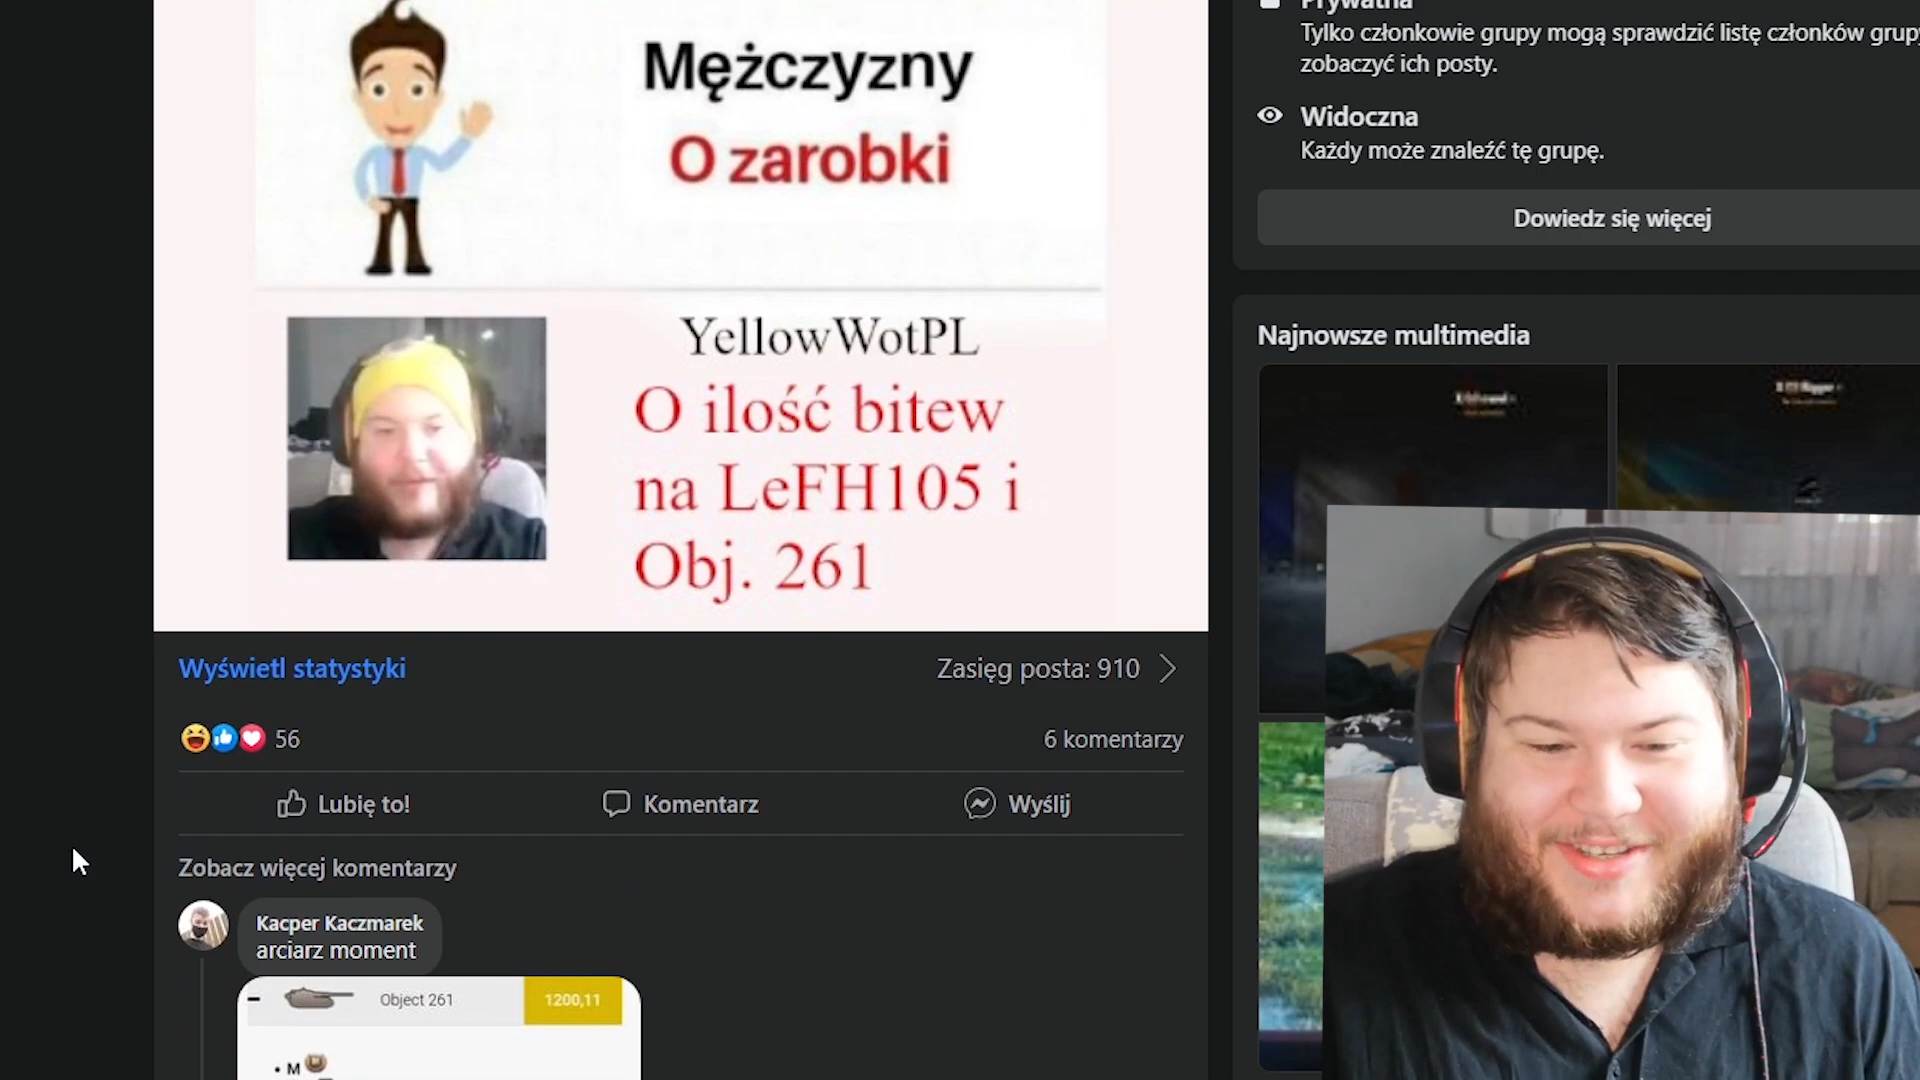 Mężczyzny
O zarobki
YellowWotPL
O ilość bitew
na LeFH105 i
Obj. 261
Wyświetl statystyki
Zasięg posta: 910
56
6 komentarzy
Lubię to!
Komentarz
Wyślij
Zobacz więcej komentarzy
Kacper Kaczmarek
arciarz moment
Object 261
1200,11
• M
Prywatna
Tylko członkowie grupy mogą sprawdzić listę członków grupy
zobaczyć ich posty.
Widoczna
Każdy może znaleźć tę grupę.
Dowiedz się więcej
Najnowsze multimedia